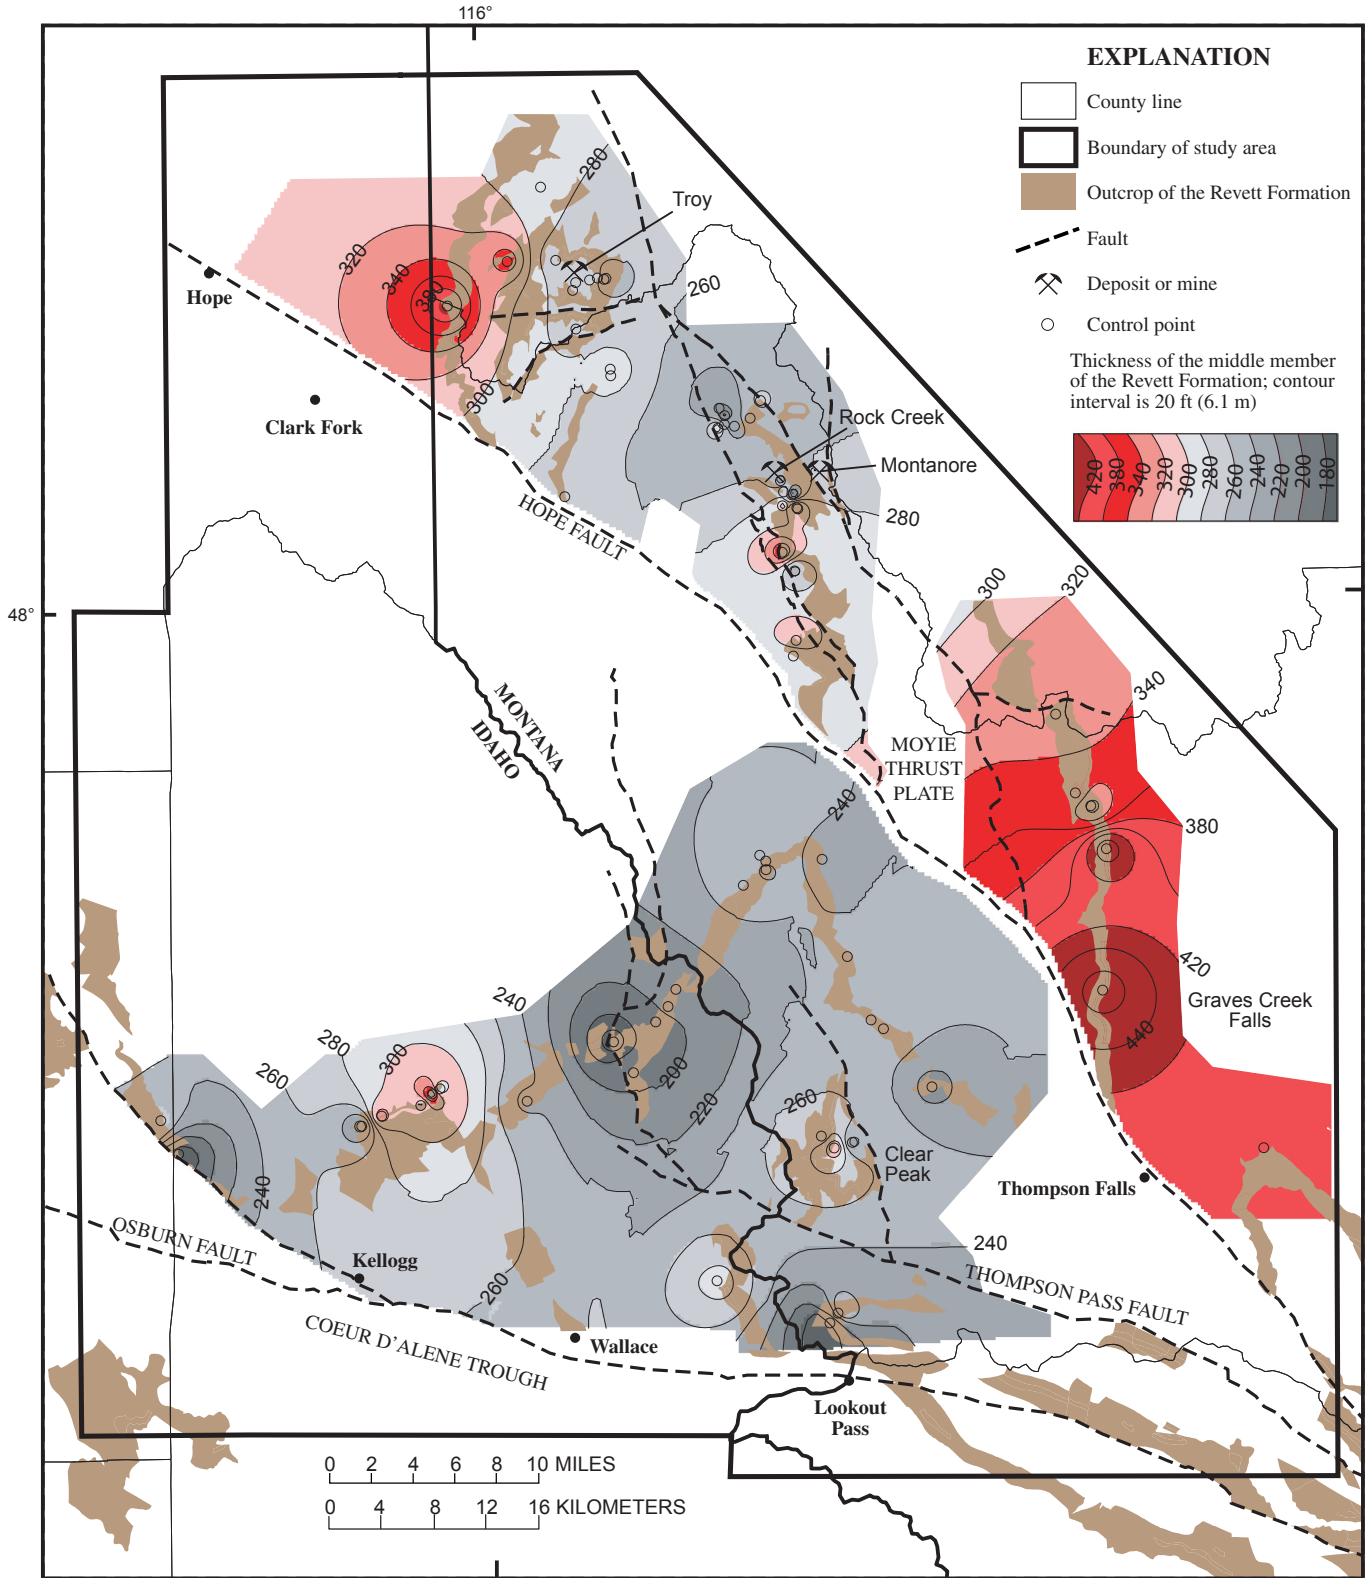 116°
EXPLANATION
County line
Boundary of study area
Outcrop of the Revett Formation
Fault
Deposit or mine
Control point
Thickness of the middle member
of the Revett Formation; contour
interval is 20 ft (6.1 m)
420
380
340
320
300
280
260
240
220
200
180
280
Troy
320
340
380
Hope
260
300
Clark Fork
Rock Creek
Montanore
280
HOPE FAULT
48°
300
320
340
MONTANA
IDAHO
MOYIE
THRUST
PLATE
240
380
420
Graves Creek
Falls
440
240
280
300
260
200
220
260
Clear
Peak
Thompson Falls
240
OSBURN FAULT
Kellogg
260
240
THOMPSON PASS FAULT
COEUR D'ALENE TROUGH
Wallace
Lookout
Pass
0 2 4 6 8 10 MILES
0 4 8 12 16 KILOMETERS